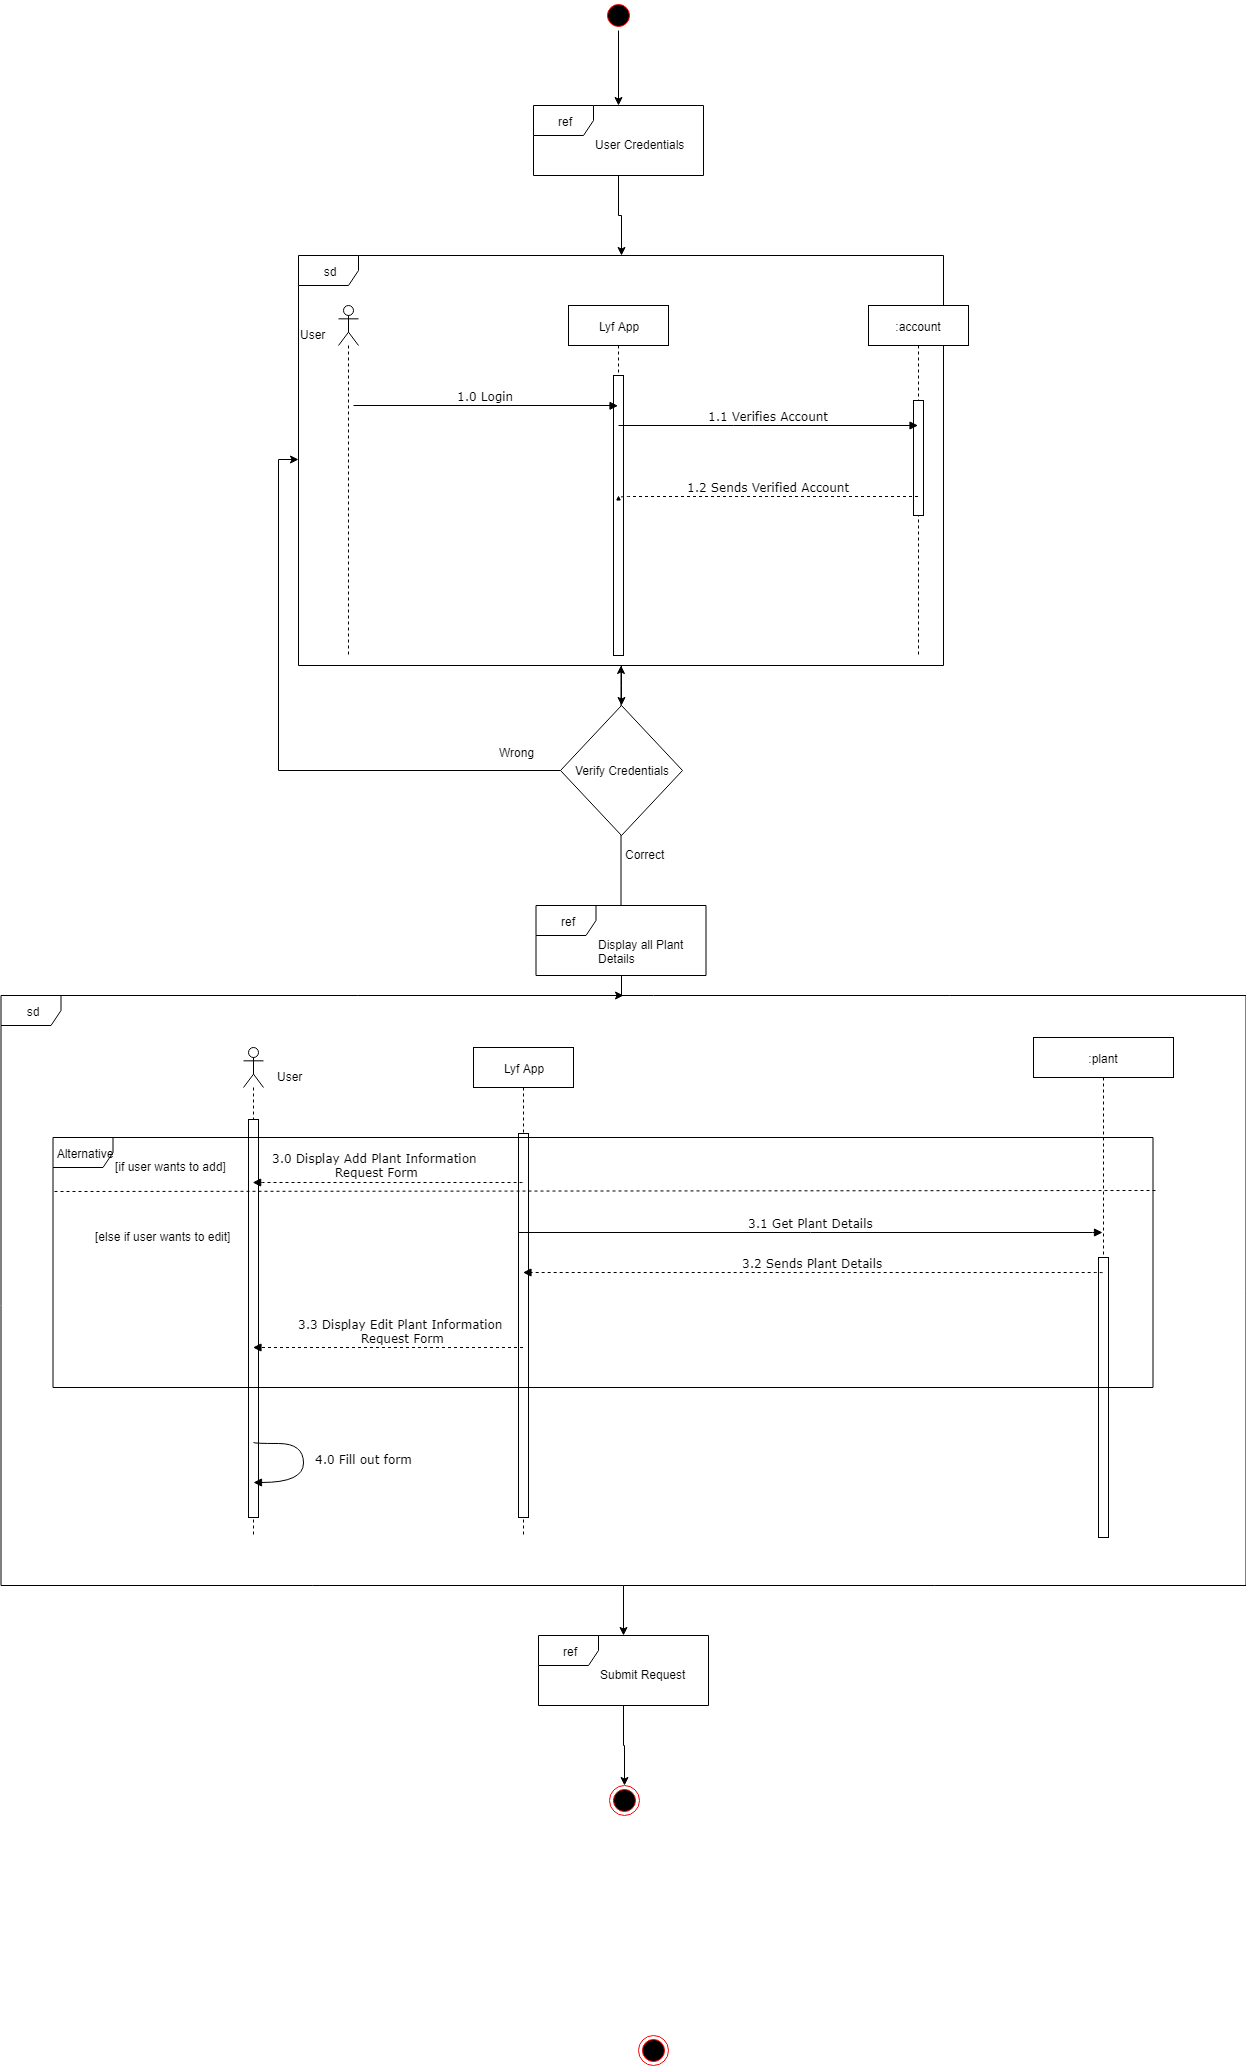 ref
User Credentials
sd
User
Lyf App
:account
1.0 Login
1.1 Verifies Account
1.2 Sends Verified Account
Wrong
Verify Credentials
Correct
ref
Display all Plant
Details
sd
User
Lyf App
:plant
Alternative
[if user wants to add]
3.0 Display Add Plant Information
Request Form
[else if user wants to edit]
3.1 Get Plant Details
3.2 Sends Plant Details
3.3 Display Edit Plant Information
Request Form
4.0 Fill out form
ref
Submit Request